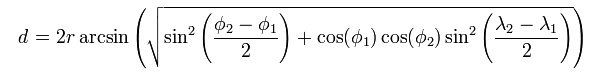 d = 2r arcsin(√(sin²((ϕ₂ − ϕ₁)/2) + cos(ϕ₁) cos(ϕ₂) sin²((λ₂ − λ₁)/2)))